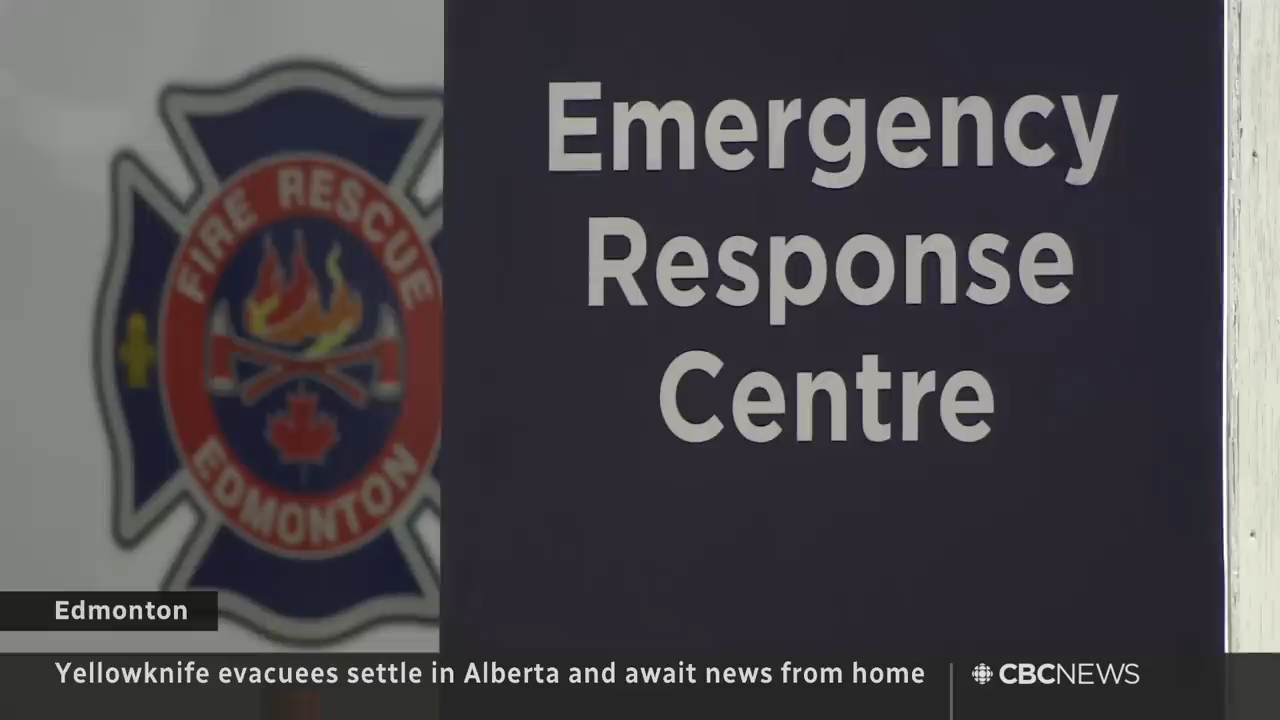 FIRE RESCUE
EDMONTON
Emergency
Response
Centre
Edmonton
Yellowknife evacuees settle in Alberta and await news from home
CBCNEWS